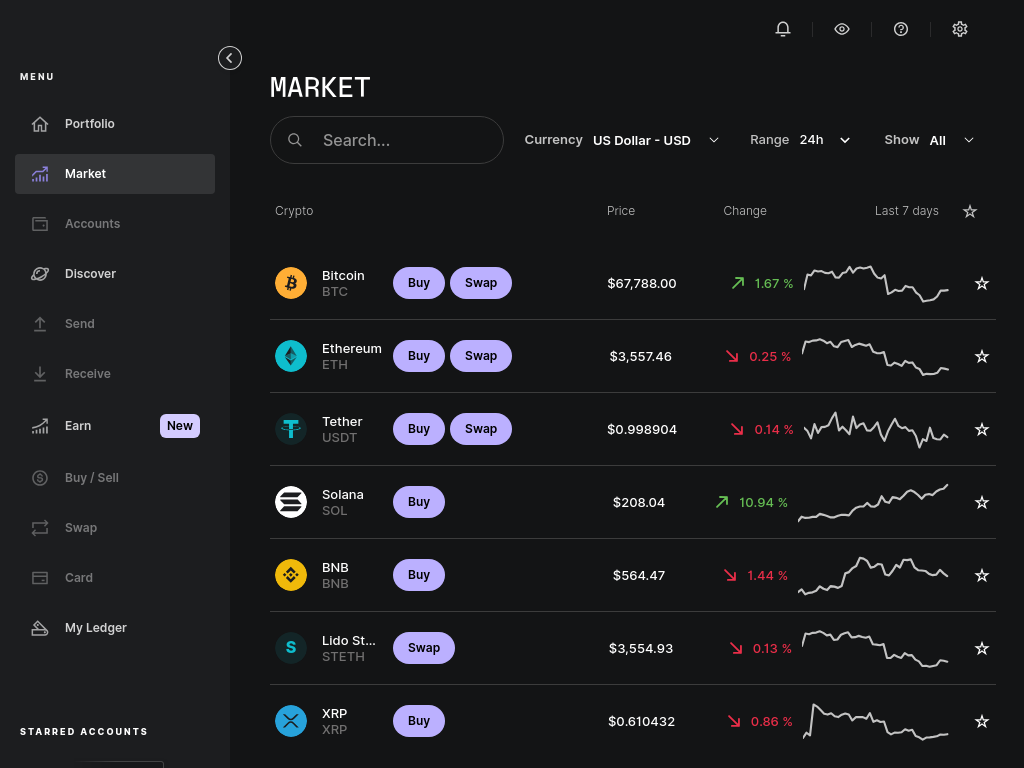 MENU
Portfolio
Market
Accounts
Discover
Send
Receive
Earn New
Buy / Sell
Swap
Card
My Ledger
STARRED ACCOUNTS
MARKET
Search...
Currency US Dollar - USD
Range 24h
Show All
Crypto Price Change Last 7 days
Bitcoin
BTC
Buy Swap $67,788.00 1.67 %
Ethereum
ETH
Buy Swap $3,557.46 0.25 %
Tether
USDT
Buy Swap $0.998904 0.14 %
Solana
SOL
Buy $208.04 10.94 %
BNB
BNB
Buy $564.47 1.44 %
S
Lido St...
STETH
Swap $3,554.93 0.13 %
XRP
XRP
Buy $0.610432 0.86 %